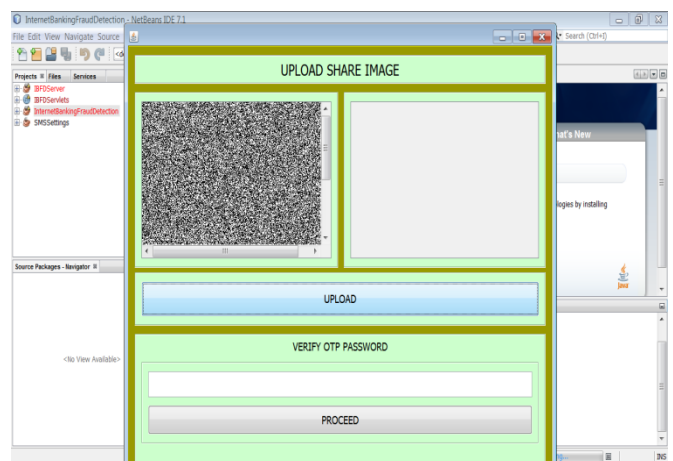 InternetBankingFraudDetection - NetBeans IDE 7.1
File Edit View Navigate Source
Search (Ctrl+I)
Projects Files Services
IBFDServer
IBFDServlets
InternetBankingFraudDetection
SMSSettings
UPLOAD SHARE IMAGE
hat's New
logies by installing
Java
Source Packages - Navigator
<No View Available>
UPLOAD
VERIFY OTP PASSWORD
PROCEED
INS